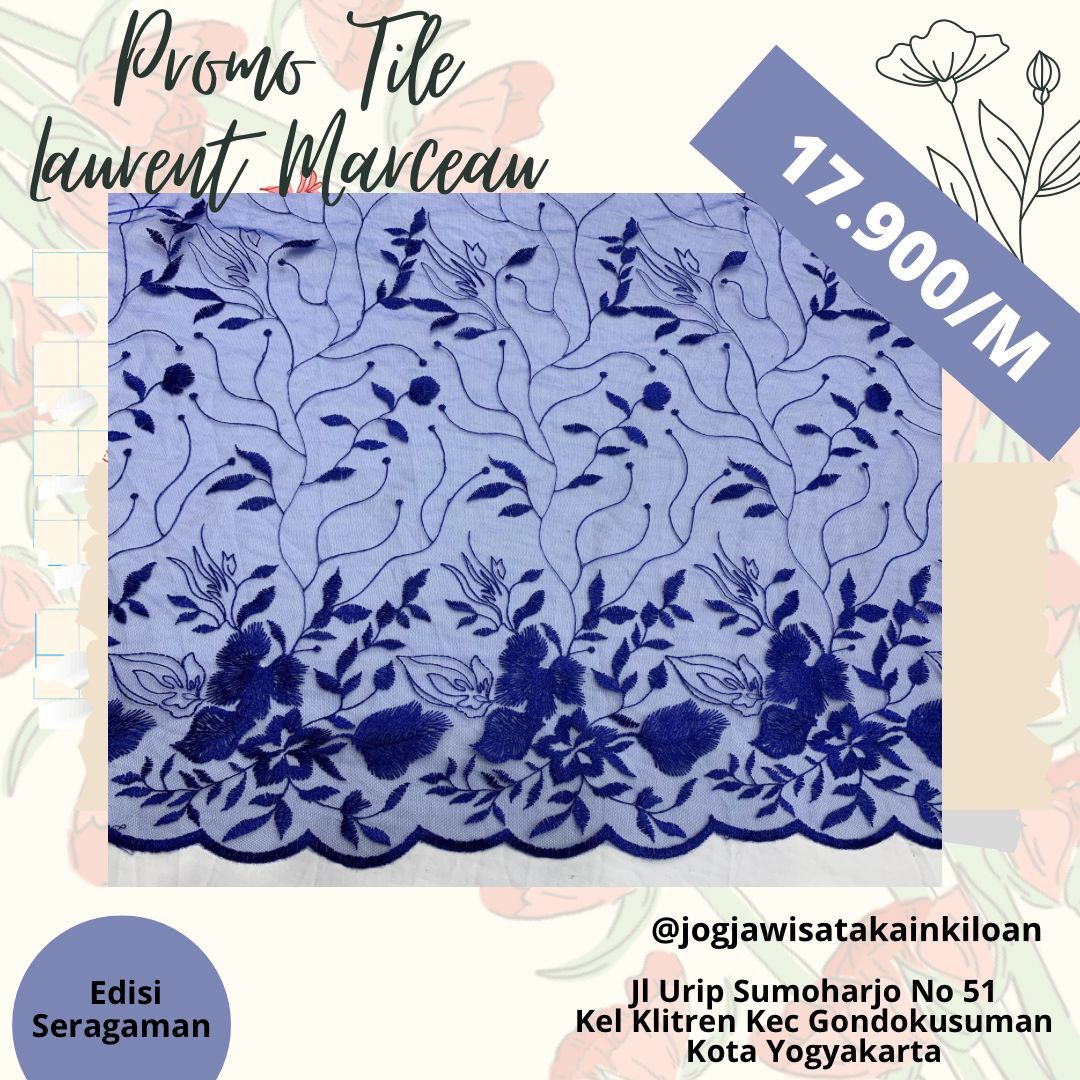 Promo Tile
Laurent Marceau
17.900/M
@jogjawisatakainkiloan
Edisi
Seragaman
Jl Urip Sumoharjo No 51
Kel Klitren Kec Gondokusuman
Kota Yogyakarta